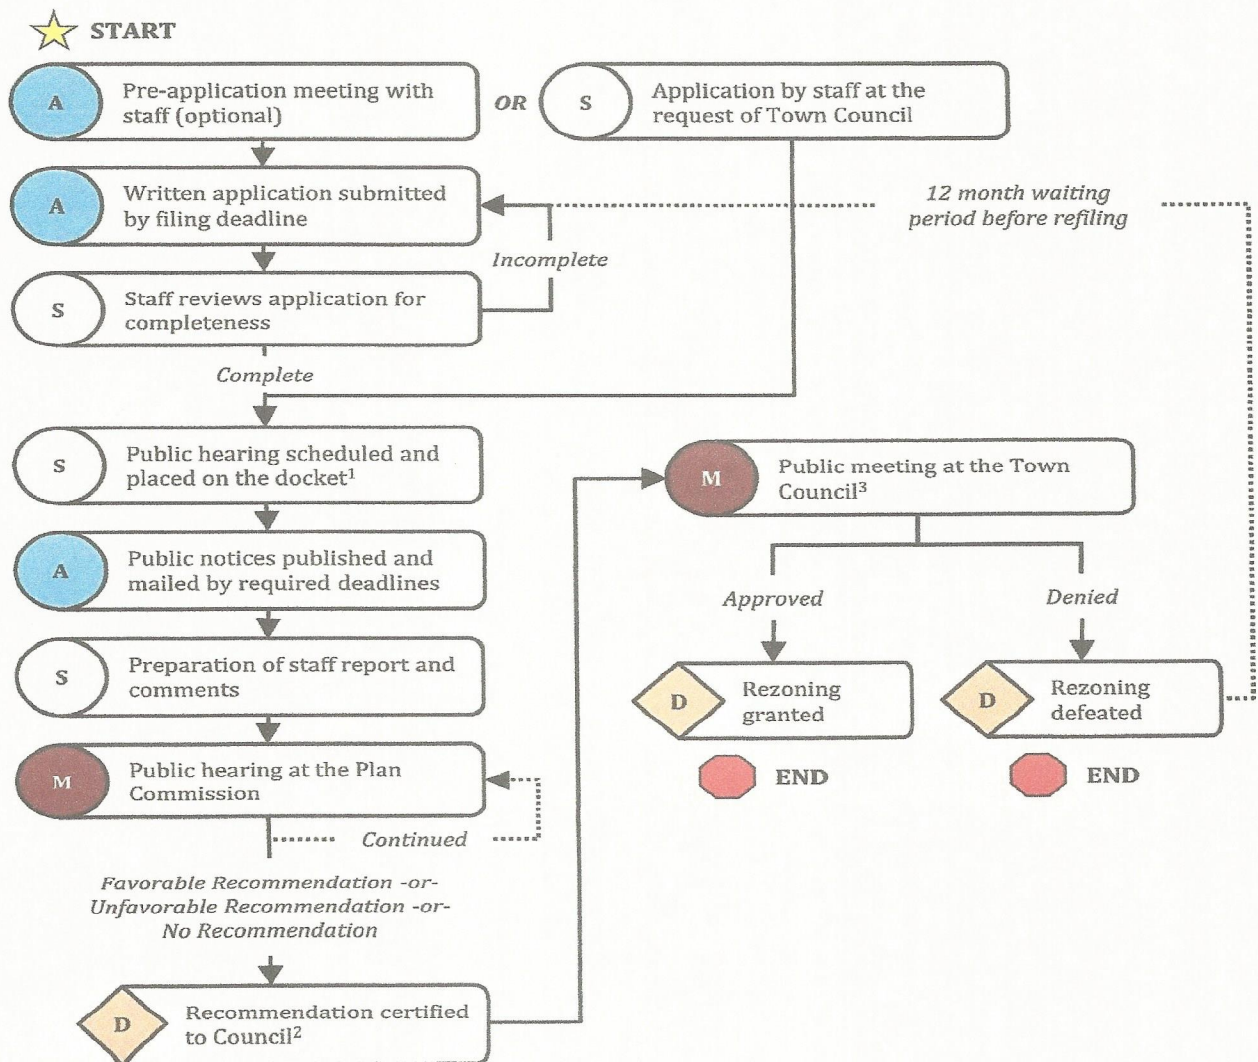 START
A
Pre-application meeting with
staff (optional)
OR
S
Application by staff at the
request of Town Council
A
Written application submitted
by filing deadline
12 month waiting
period before refiling
Incomplete
S
Staff reviews application for
completeness
Complete
S
Public hearing scheduled and
placed on the docket¹
A
Public notices published and
mailed by required deadlines
S
Preparation of staff report and
comments
M
Public hearing at the Plan
Commission
Continued
Favorable Recommendation -or-
Unfavorable Recommendation -or-
No Recommendation
D
Recommendation certified
to Council²
M
Public meeting at the Town
Council³
Approved
Denied
D
Rezoning
granted
D
Rezoning
defeated
END
END